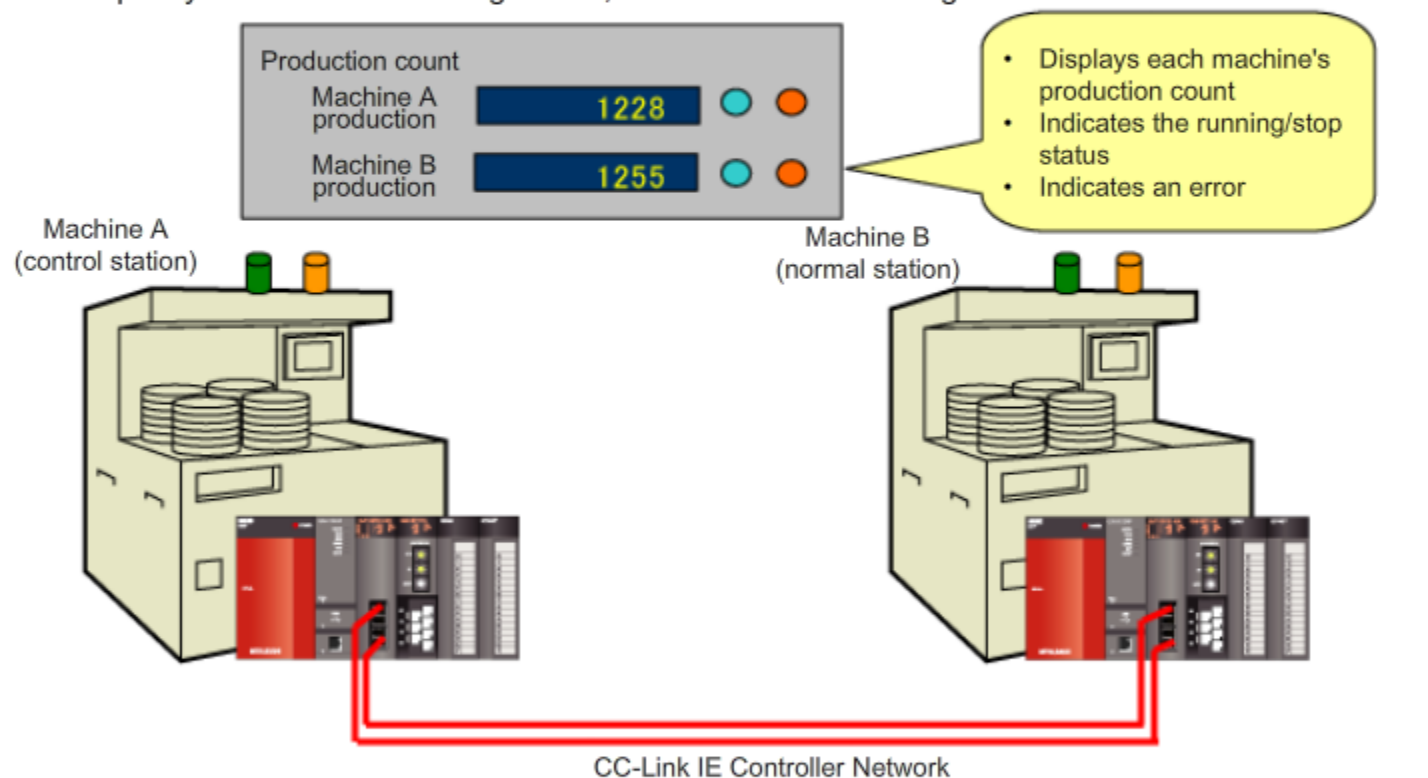 Production count
Machine A
production
1228
Machine B
production
1255
• Displays each machine's
production count
• Indicates the running/stop
status
• Indicates an error
Machine A
(control station)
Machine B
(normal station)
CC-Link IE Controller Network